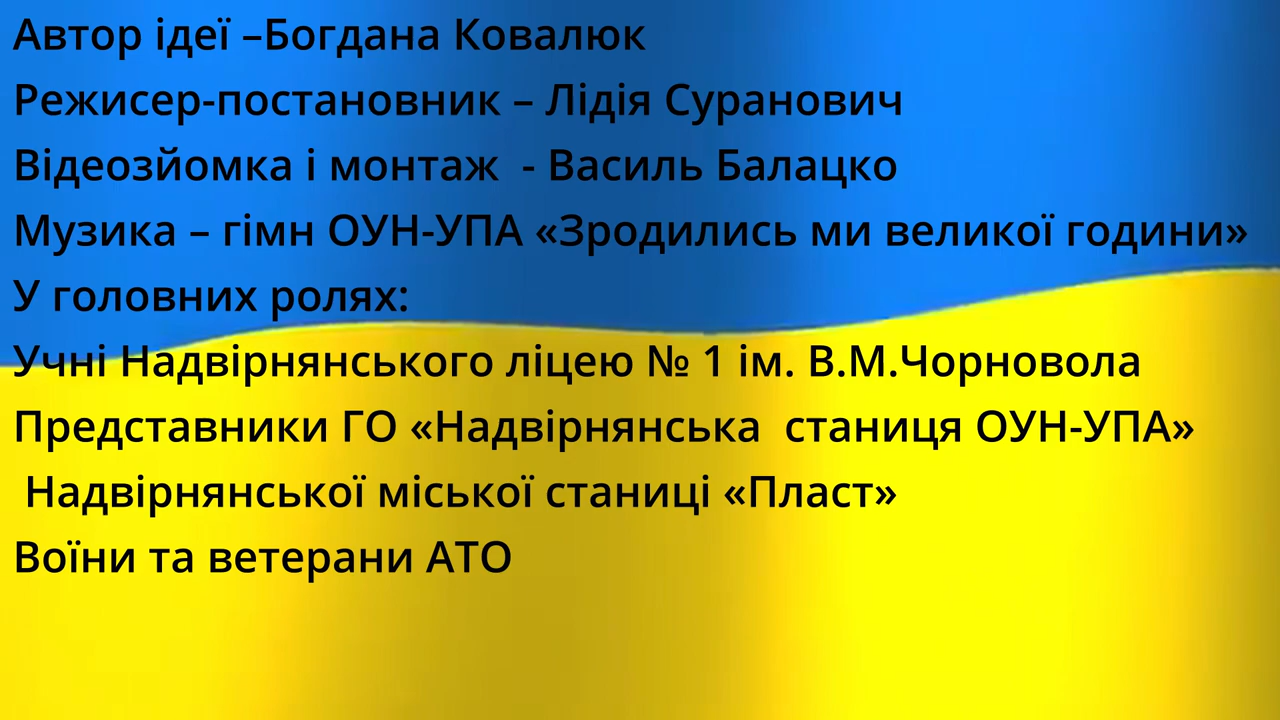 Автор ідеї –Богдана Ковалюк
Режисер-постановник – Лідія Суранович
Відеозйомка і монтаж  - Василь Балацко
Музика – гімн ОУН-УПА «Зродились ми великої години»
У головних ролях:
Учні Надвірнянського ліцею № 1 ім. В.М.Чорновола
Представники ГО «Надвірнянська  станиця ОУН-УПА»
Надвірнянської міської станиці «Пласт»
Воїни та ветерани АТО